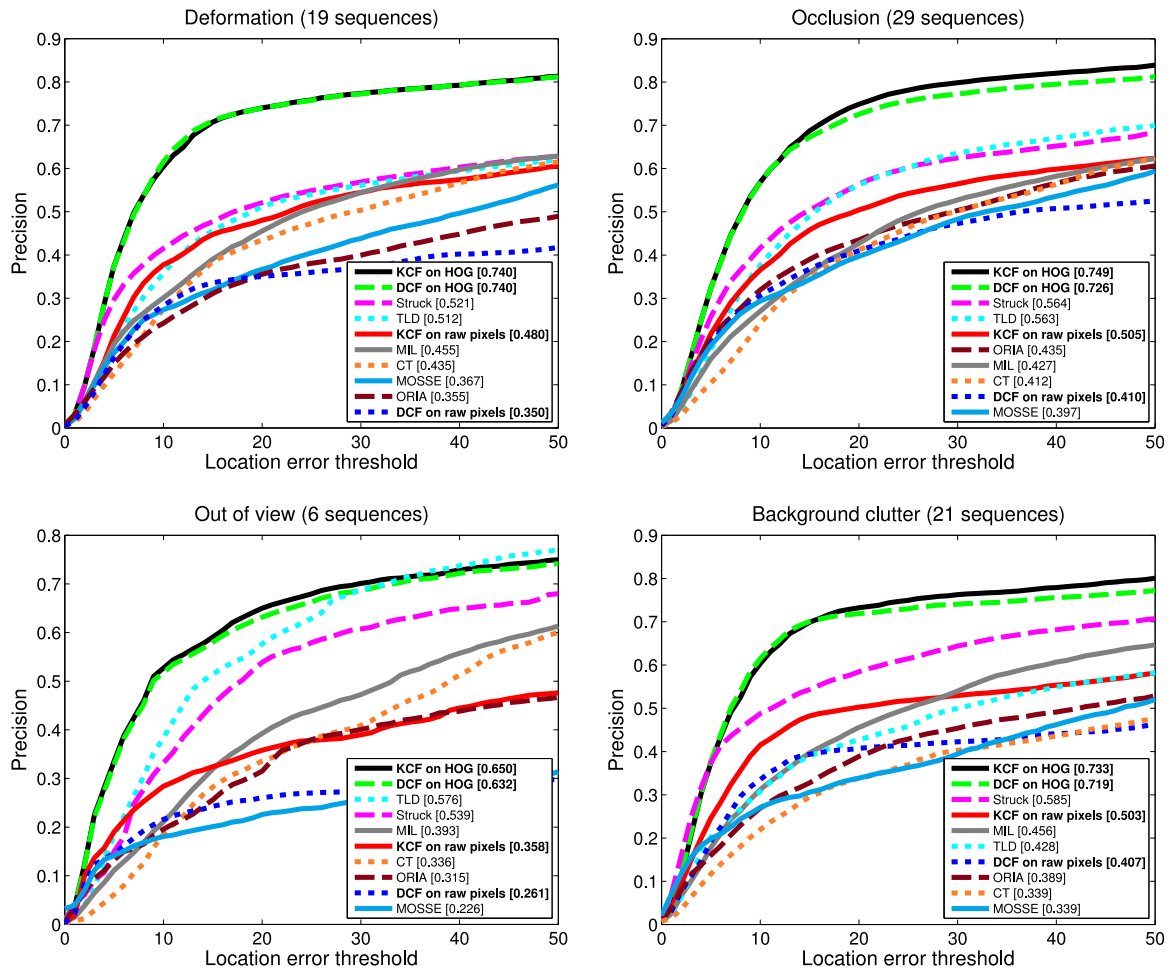 Deformation (19 sequences)
0.9
0.8
0.7
0.6
0.5
0.4
0.3
0.2
0.1
0
Precision
KCF on HOG [0.740]
DCF on HOG [0.740]
Struck [0.521]
TLD [0.512]
KCF on raw pixels [0.480]
MIL [0.455]
CT [0.435]
MOSSE [0.367]
ORIA [0.355]
DCF on raw pixels [0.350]
0 10 20 30 40 50
Location error threshold
Occlusion (29 sequences)
0.9
0.8
0.7
0.6
0.5
0.4
0.3
0.2
0.1
0
Precision
KCF on HOG [0.749]
DCF on HOG [0.726]
Struck [0.564]
TLD [0.563]
KCF on raw pixels [0.505]
ORIA [0.435]
MIL [0.427]
CT [0.412]
DCF on raw pixels [0.410]
MOSSE [0.397]
0 10 20 30 40 50
Location error threshold
Out of view (6 sequences)
0.8
0.7
0.6
0.5
0.4
0.3
0.2
0.1
0
Precision
KCF on HOG [0.650]
DCF on HOG [0.632]
TLD [0.576]
Struck [0.539]
MIL [0.393]
KCF on raw pixels [0.358]
CT [0.336]
ORIA [0.315]
DCF on raw pixels [0.261]
MOSSE [0.226]
0 10 20 30 40 50
Location error threshold
Background clutter (21 sequences)
0.9
0.8
0.7
0.6
0.5
0.4
0.3
0.2
0.1
0
Precision
KCF on HOG [0.733]
DCF on HOG [0.719]
Struck [0.585]
KCF on raw pixels [0.503]
MIL [0.456]
TLD [0.428]
DCF on raw pixels [0.407]
ORIA [0.389]
CT [0.339]
MOSSE [0.339]
0 10 20 30 40 50
Location error threshold